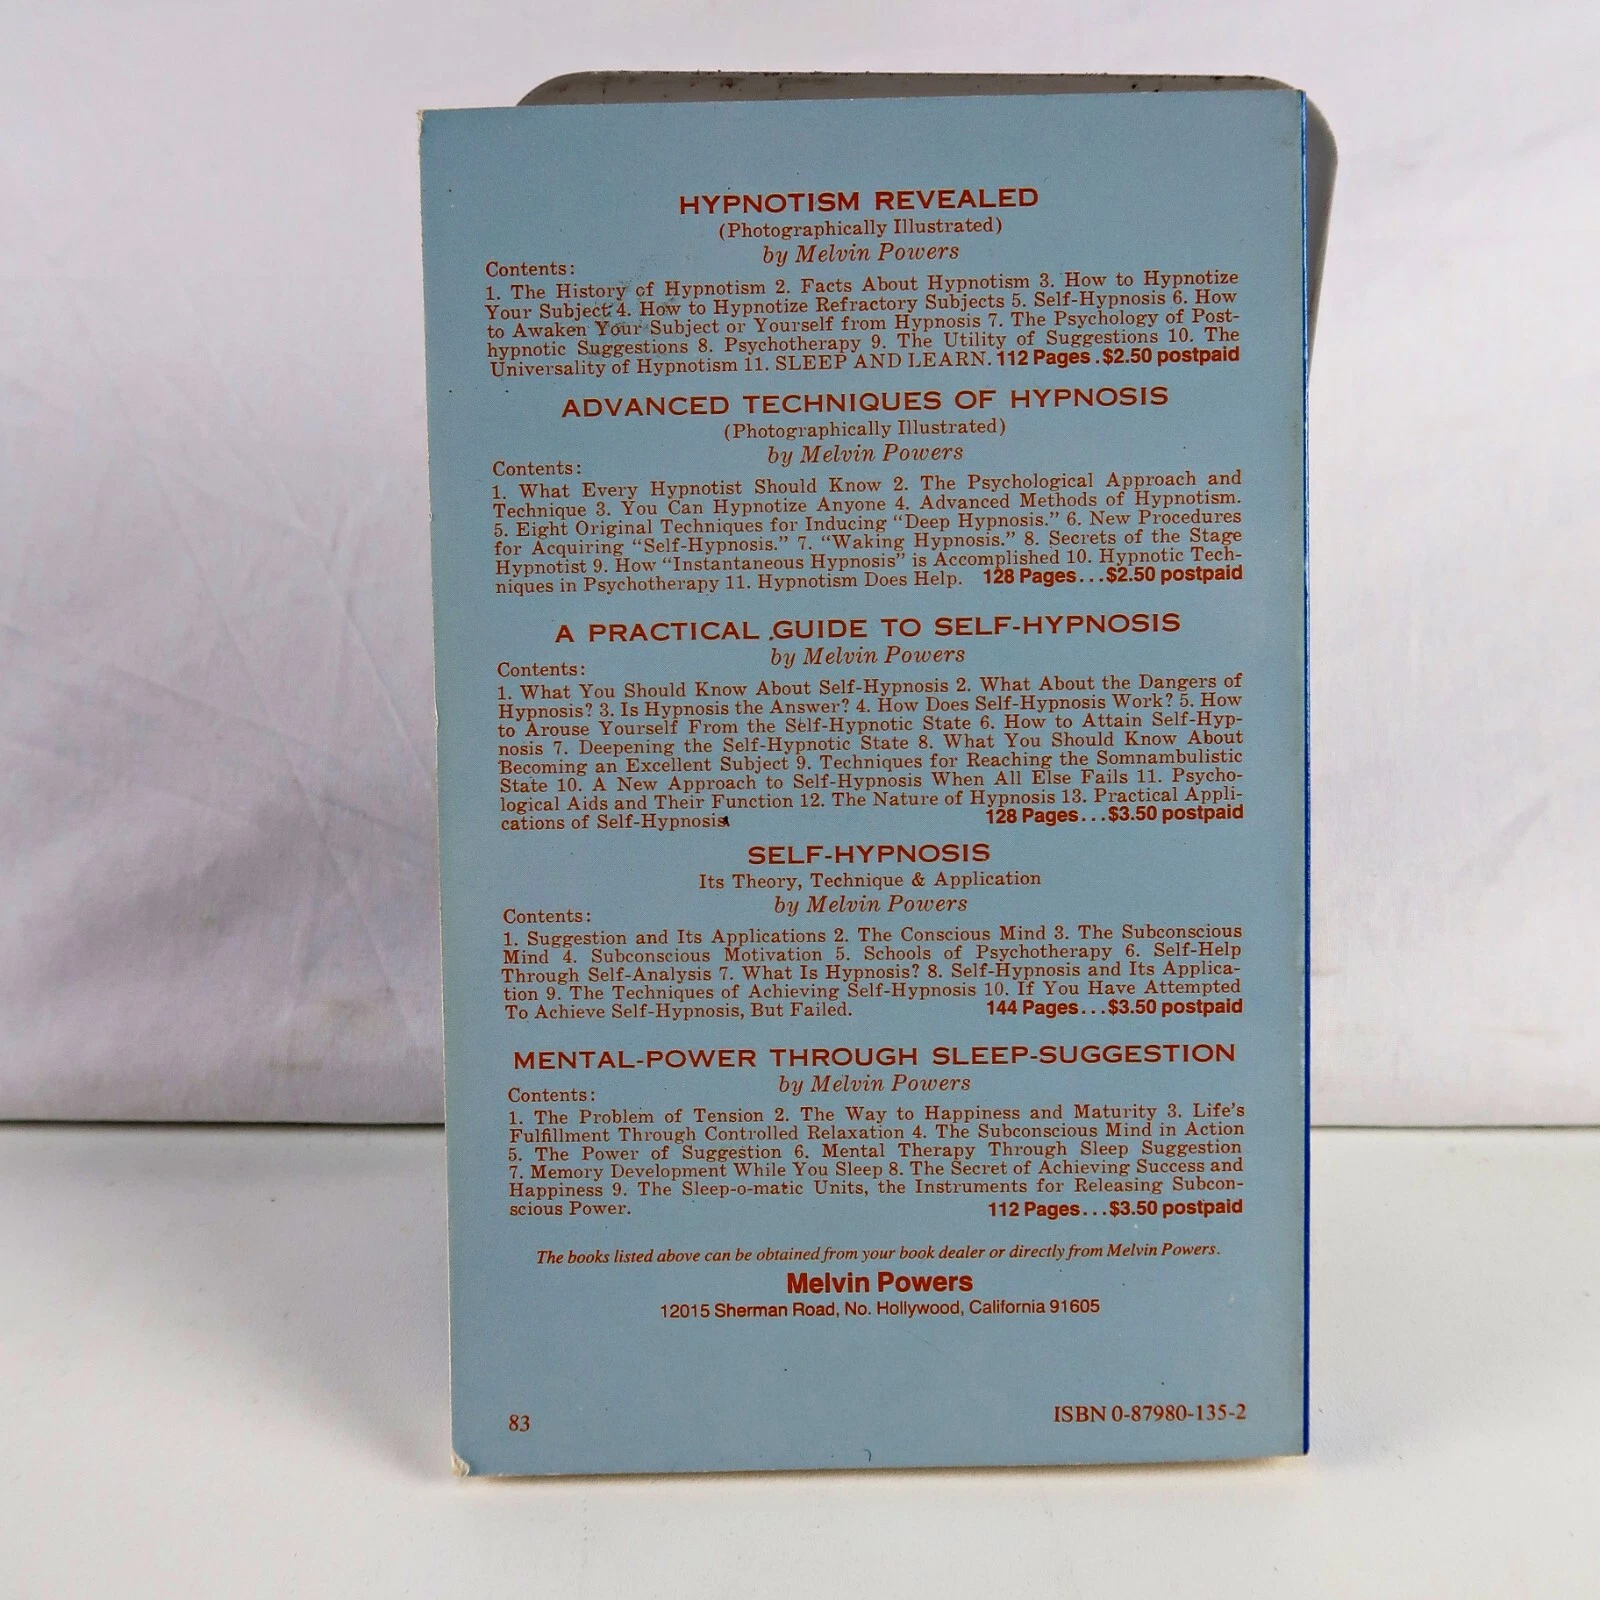 HYPNOTISM REVEALED
(Photographically Illustrated)
by Melvin Powers
Contents:
1. The History of Hypnotism 2. Facts About Hypnotism 3. How to Hypnotize
Your Subject 4. How to Hypnotize Refractory Subjects 5. Self-Hypnosis 6. How
to Awaken Your Subject or Yourself from Hypnosis 7. The Psychology of Post-
hypnotic Suggestions 8. Psychotherapy 9. The Utility of Suggestions 10. The
Universality of Hypnotism 11. SLEEP AND LEARN. 112 Pages . $2.50 postpaid
ADVANCED TECHNIQUES OF HYPNOSIS
(Photographically Illustrated)
by Melvin Powers
Contents:
1. What Every Hypnotist Should Know 2. The Psychological Approach and
Technique 3. You Can Hypnotize Anyone 4. Advanced Methods of Hypnotism.
5. Eight Original Techniques for Inducing "Deep Hypnosis." 6. New Procedures
for Acquiring "Self-Hypnosis." 7. "Waking Hypnosis." 8. Secrets of the Stage
Hypnotist 9. How "Instantaneous Hypnosis" is Accomplished 10. Hypnotic Tech-
niques in Psychotherapy 11. Hypnotism Does Help. 128 Pages...$2.50 postpaid
A PRACTICAL GUIDE TO SELF-HYPNOSIS
by Melvin Powers
Contents:
1. What You Should Know About Self-Hypnosis 2. What About the Dangers of
Hypnosis? 3. Is Hypnosis the Answer? 4. How Does Self-Hypnosis Work? 5. How
to Arouse Yourself From the Self-Hypnotic State 6. How to Attain Self-Hyp-
nosis 7. Deepening the Self-Hypnotic State 8. What You Should Know About
Becoming an Excellent Subject 9. Techniques for Reaching the Somnambulistic
State 10. A New Approach to Self-Hypnosis When All Else Fails 11. Psycho-
logical Aids and Their Function 12. The Nature of Hypnosis 13. Practical Appli-
cations of Self-Hypnosis. 128 Pages...$3.50 postpaid
SELF-HYPNOSIS
Its Theory, Technique & Application
by Melvin Powers
Contents:
1. Suggestion and Its Applications 2. The Conscious Mind 3. The Subconscious
Mind 4. Subconscious Motivation 5. Schools of Psychotherapy 6. Self-Help
Through Self-Analysis 7. What Is Hypnosis? 8. Self-Hypnosis and Its Applica-
tion 9. The Techniques of Achieving Self-Hypnosis 10. If You Have Attempted
To Achieve Self-Hypnosis, But Failed. 144 Pages...$3.50 postpaid
MENTAL-POWER THROUGH SLEEP-SUGGESTION
by Melvin Powers
Contents:
1. The Problem of Tension 2. The Way to Happiness and Maturity 3. Life's
Fulfillment Through Controlled Relaxation 4. The Subconscious Mind in Action
5. The Power of Suggestion 6. Mental Therapy Through Sleep Suggestion
7. Memory Development While You Sleep 8. The Secret of Achieving Success and
Happiness 9. The Sleep-o-matic Units, the Instruments for Releasing Subcon-
scious Power. 112 Pages...$3.50 postpaid
The books listed above can be obtained from your book dealer or directly from Melvin Powers.
Melvin Powers
12015 Sherman Road, No. Hollywood, California 91605
83
ISBN 0-87980-135-2